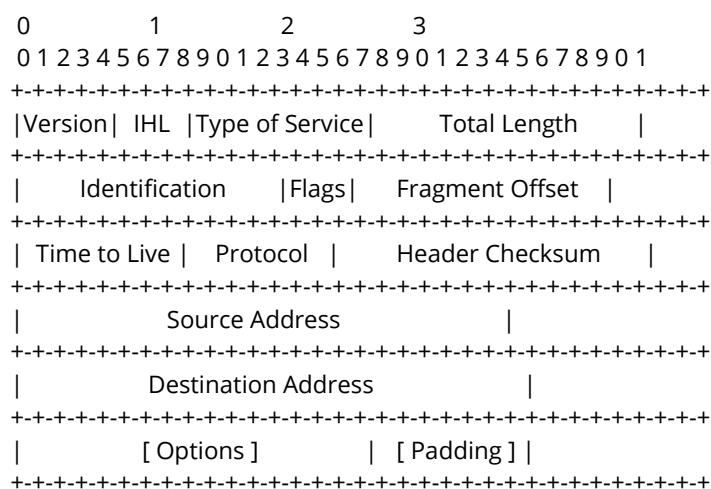 0 1 2 3
0 1 2 3 4 5 6 7 8 9 0 1 2 3 4 5 6 7 8 9 0 1 2 3 4 5 6 7 8 9 0 1
+-+-+-+-+-+-+-+-+-+-+-+-+-+-+-+-+-+-+-+-+-+-+-+-+-+-+-+-+-+-+-+-+
|Version| IHL |Type of Service| Total Length |
+-+-+-+-+-+-+-+-+-+-+-+-+-+-+-+-+-+-+-+-+-+-+-+-+-+-+-+-+-+-+-+-+
| Identification |Flags| Fragment Offset |
+-+-+-+-+-+-+-+-+-+-+-+-+-+-+-+-+-+-+-+-+-+-+-+-+-+-+-+-+-+-+-+-+
| Time to Live | Protocol | Header Checksum |
+-+-+-+-+-+-+-+-+-+-+-+-+-+-+-+-+-+-+-+-+-+-+-+-+-+-+-+-+-+-+-+-+
| Source Address |
+-+-+-+-+-+-+-+-+-+-+-+-+-+-+-+-+-+-+-+-+-+-+-+-+-+-+-+-+-+-+-+-+
| Destination Address |
+-+-+-+-+-+-+-+-+-+-+-+-+-+-+-+-+-+-+-+-+-+-+-+-+-+-+-+-+-+-+-+-+
| [ Options ] | [ Padding ] |
+-+-+-+-+-+-+-+-+-+-+-+-+-+-+-+-+-+-+-+-+-+-+-+-+-+-+-+-+-+-+-+-+